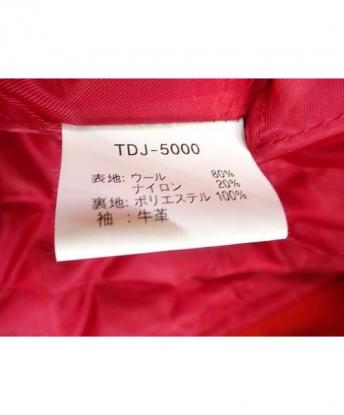 TDJ-5000
表地: ウール 80%
ナイロン 20%
裏地: ポリエステル 100%
袖 : 牛革